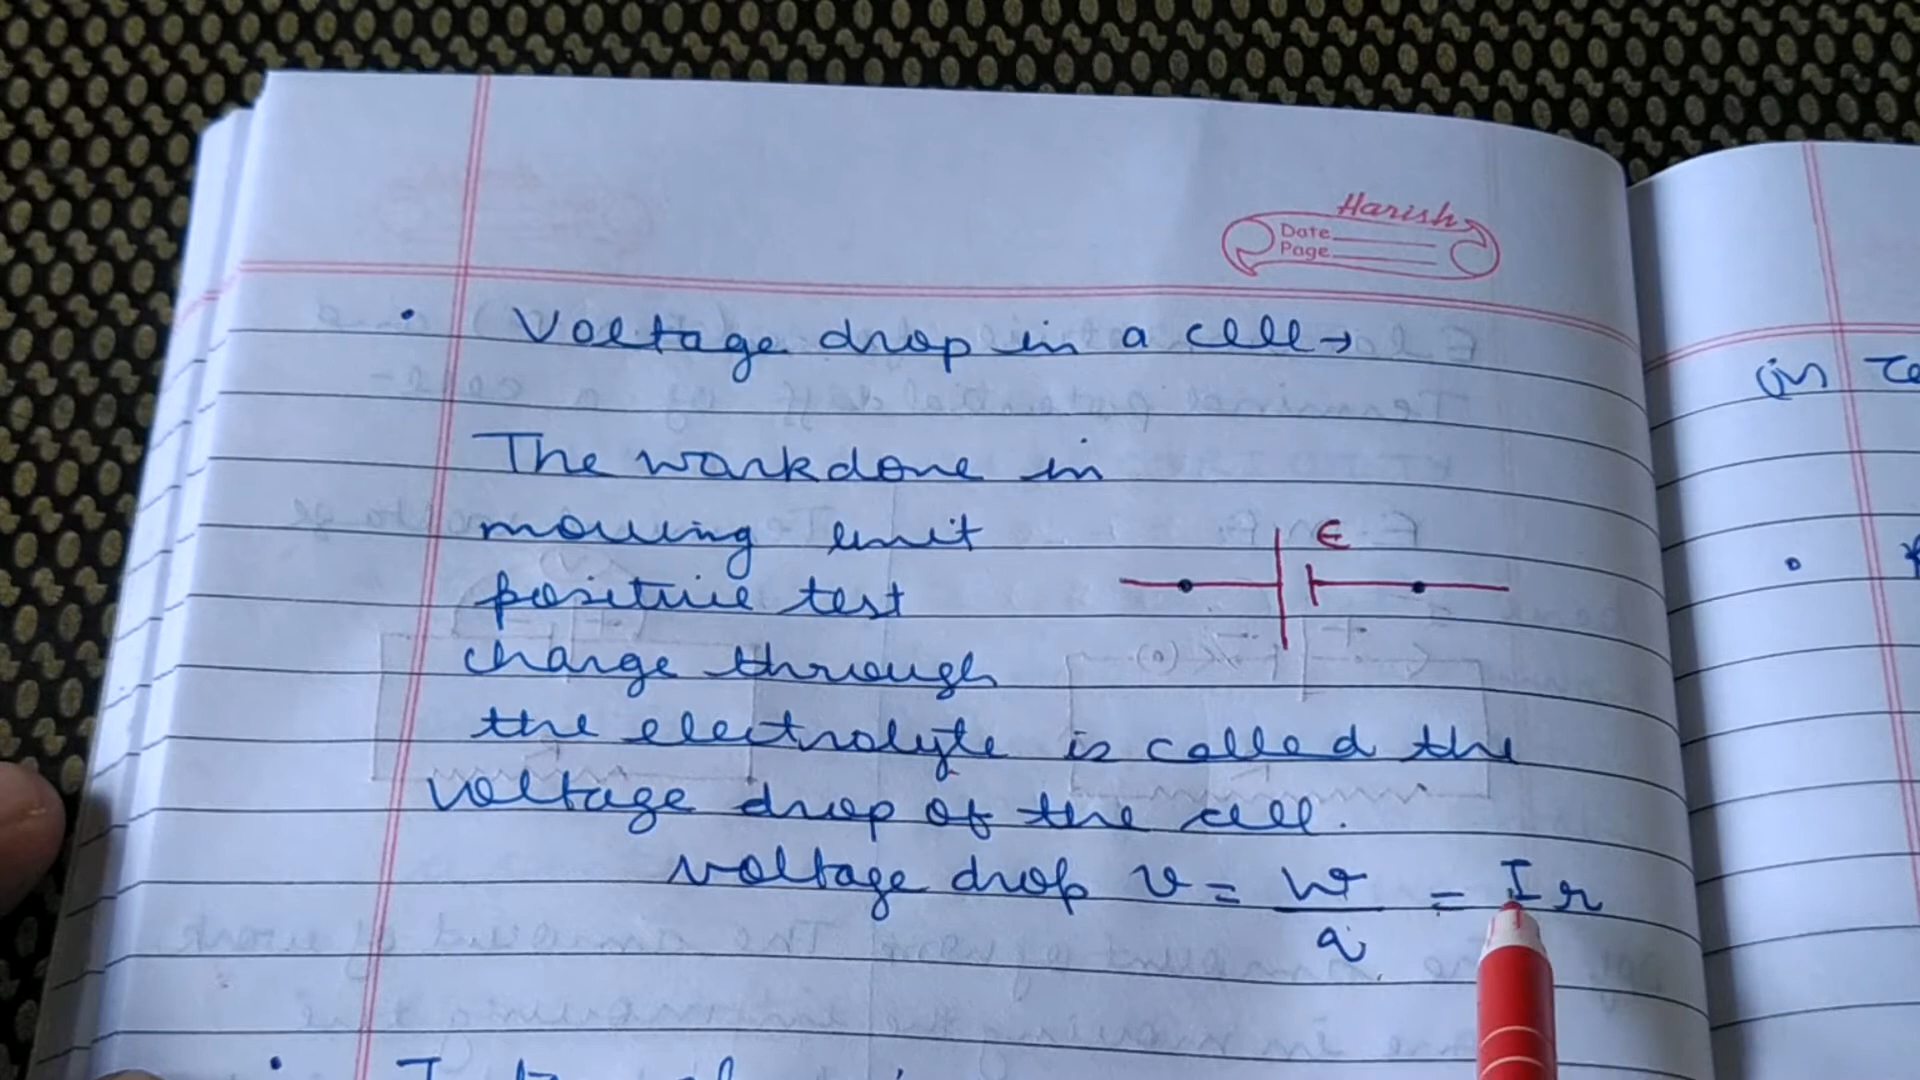 Harish
Date
Page
• Voltage drop in a cell→
The workdone in
moving unit
positive test
charge through
the electrolyte is called the
voltage drop of the cell.
voltage drop v = W/q = Ir
ϵ
(in